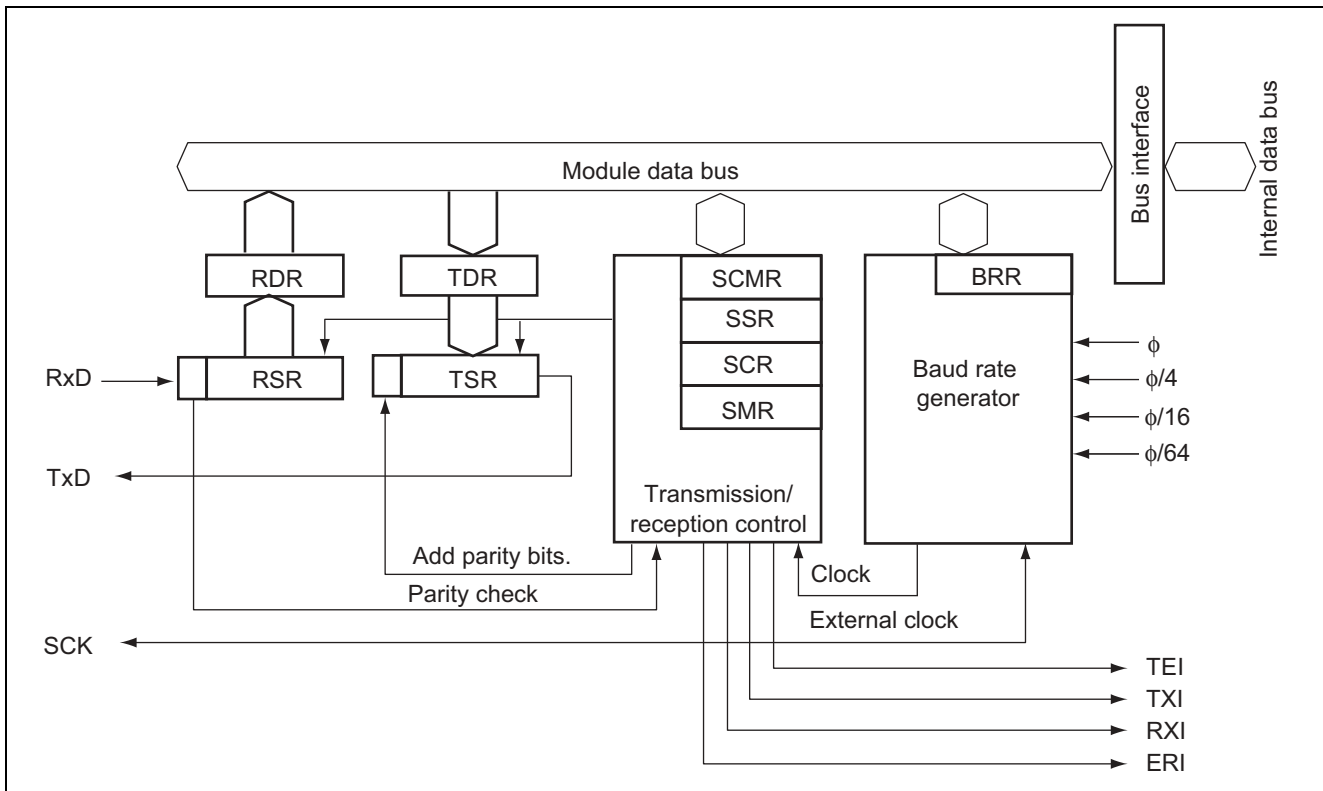 Module data bus
Bus interface
Internal data bus
RDR
TDR
SCMR
BRR
SSR
SCR
SMR
RxD
RSR
TSR
Baud rate
generator
ϕ
ϕ/4
ϕ/16
ϕ/64
TxD
Transmission/
reception control
Add parity bits.
Parity check
Clock
External clock
SCK
TEI
TXI
RXI
ERI